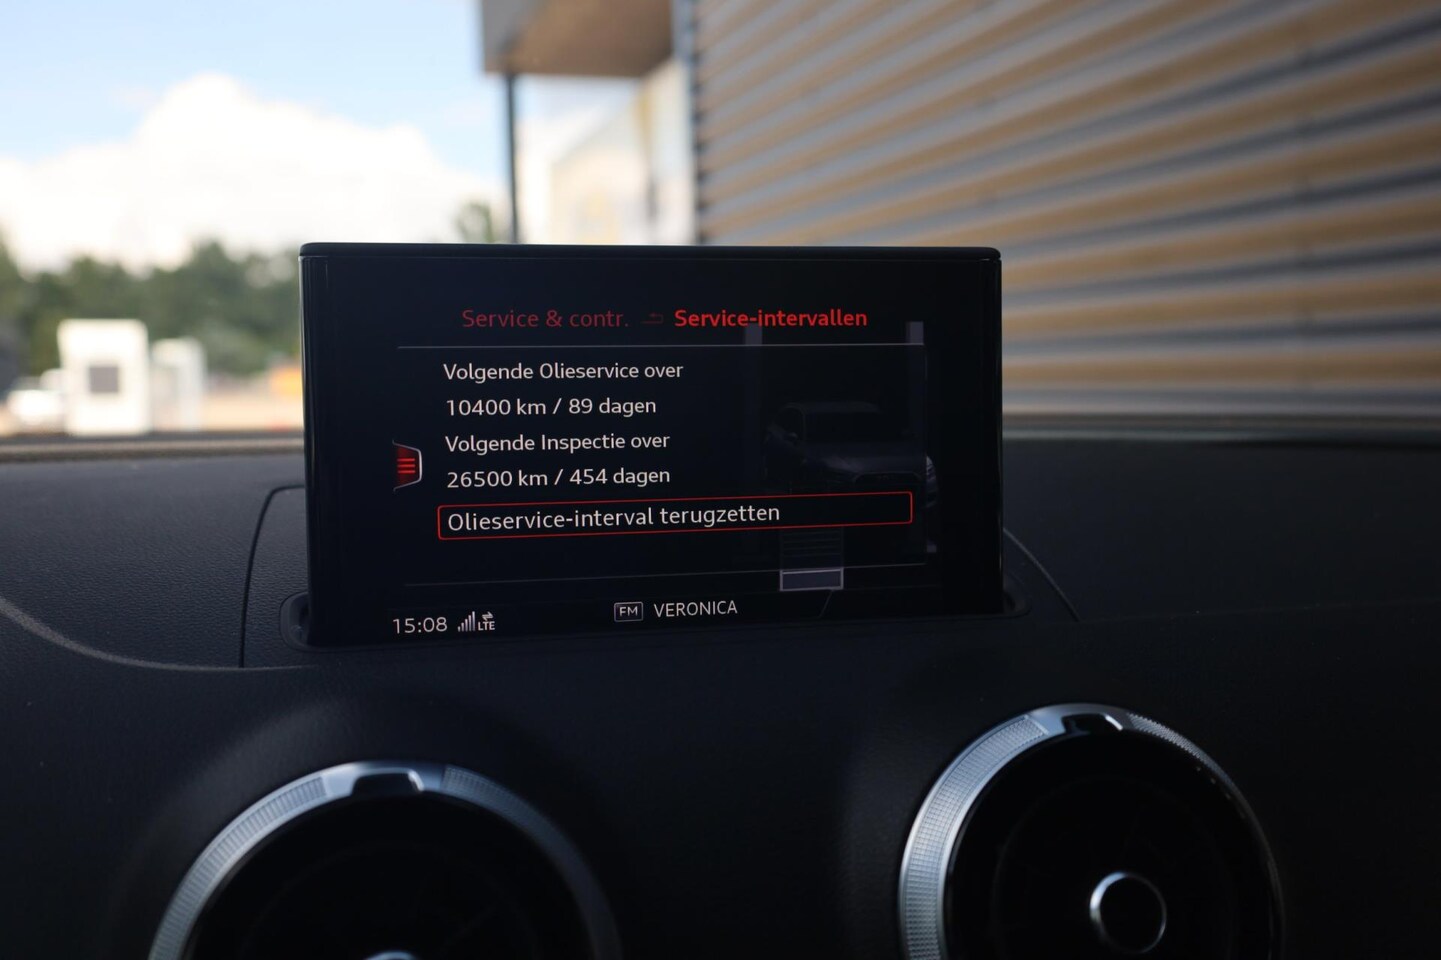 Service & contr. Service-intervallen
Volgende Olieservice over
10400 km / 89 dagen
Volgende Inspectie over
26500 km / 454 dagen
Olieservice-interval terugzetten
15:08 LTE FM VERONICA